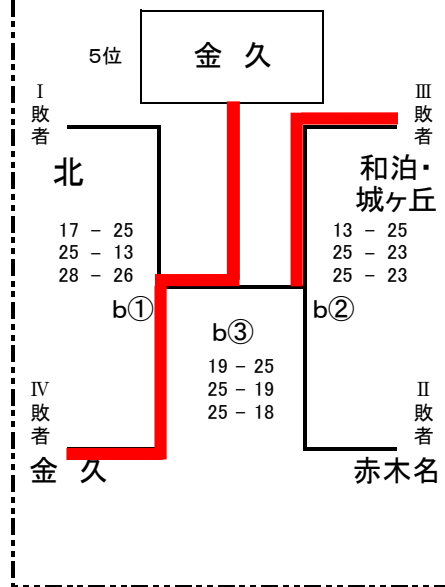 5位
金 久
Ⅰ
敗
者
北
17 - 25
25 - 13
28 - 26
b①
Ⅲ
敗
者
和泊・
城ヶ丘
13 - 25
25 - 23
25 - 23
b②
b③
19 - 25
25 - 19
25 - 18
Ⅳ
敗
者
金 久
Ⅱ
敗
者
赤木名